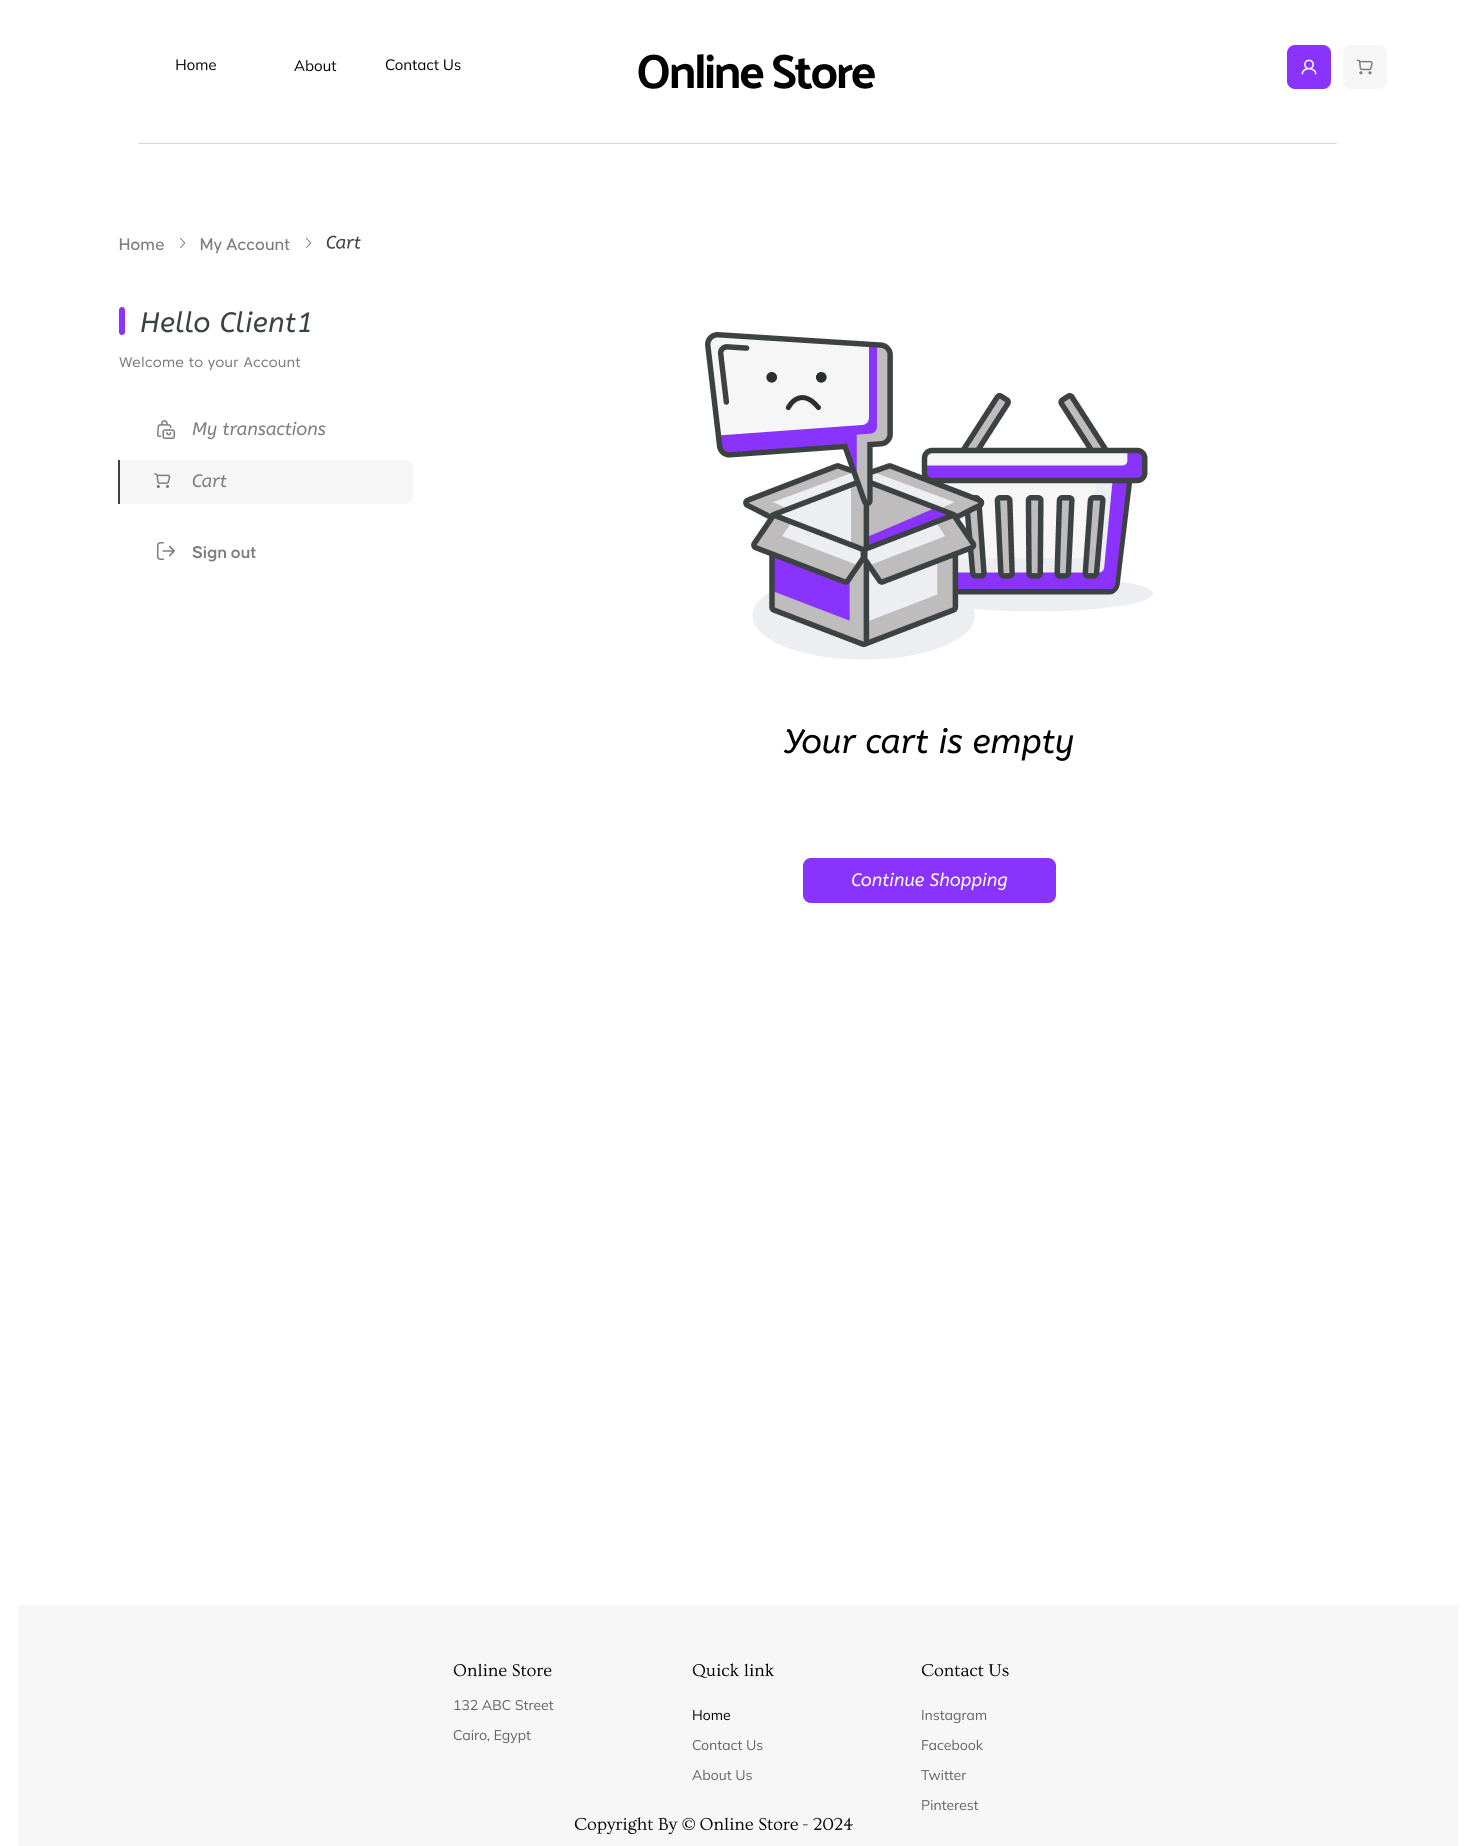 Home
About
Contact Us
Online Store
Home
My Account
Cart
Hello Client1
Welcome to your Account
My transactions
Cart
Sign out
Your cart is empty
Continue Shopping
Online Store
132 ABC Street
Cairo, Egypt
Quick link
Home
Contact Us
About Us
Contact Us
Instagram
Facebook
Twitter
Pinterest
Copyright By © Online Store - 2024